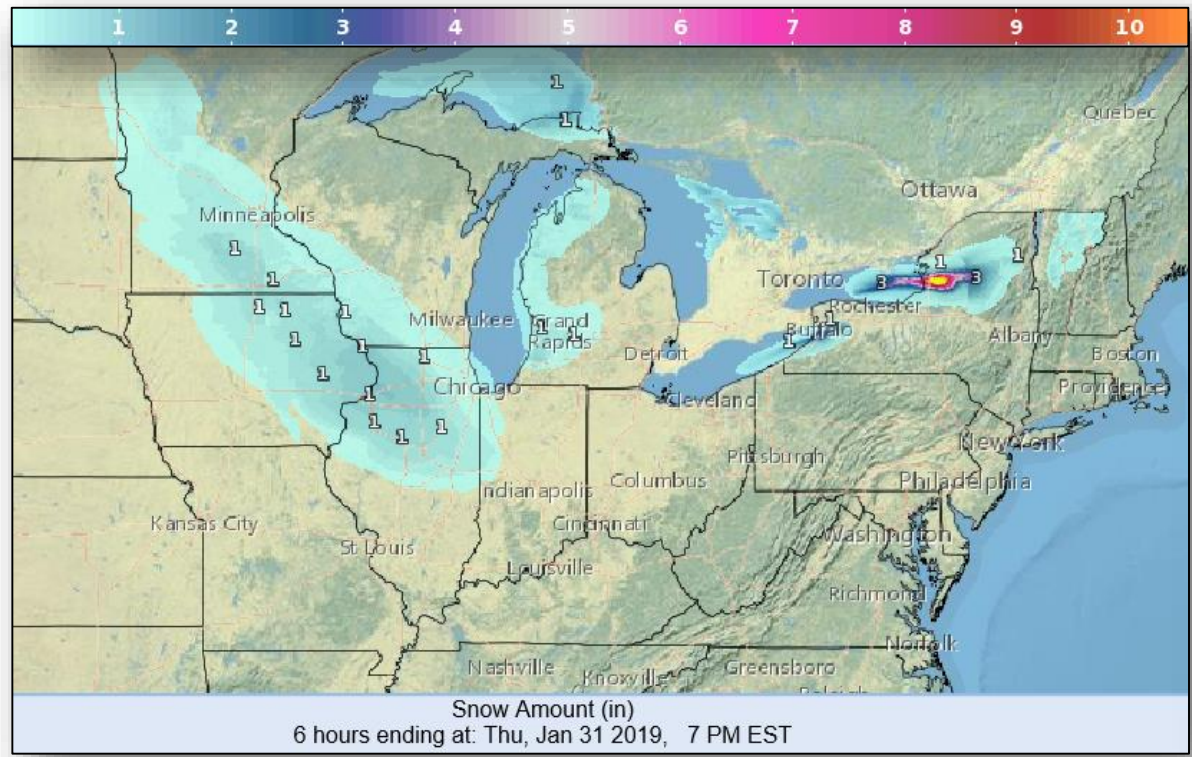 1 2 3 4 5 6 7 8 9 10
1
1
Quebec
Ottawa
Minneapolis
1
1
1
1
3
3
1
Toronto
Rochester
1
1
1
Milwaukee
1
Grand
Rapids
1
1
Buffalo
1
1
1
1
Detroit
Albany
Boston
1
1
Chicago
Cleveland
Providence
1
1
1
New York
Pittsburgh
Columbus
Philadelphia
Indianapolis
Kansas City
Cincinnati
Washington
St Louis
Louisville
Richmond
Norfolk
Nashville
Knoxville
Greensboro
Raleigh
Snow Amount (in)
6 hours ending at: Thu, Jan 31 2019, 7 PM EST